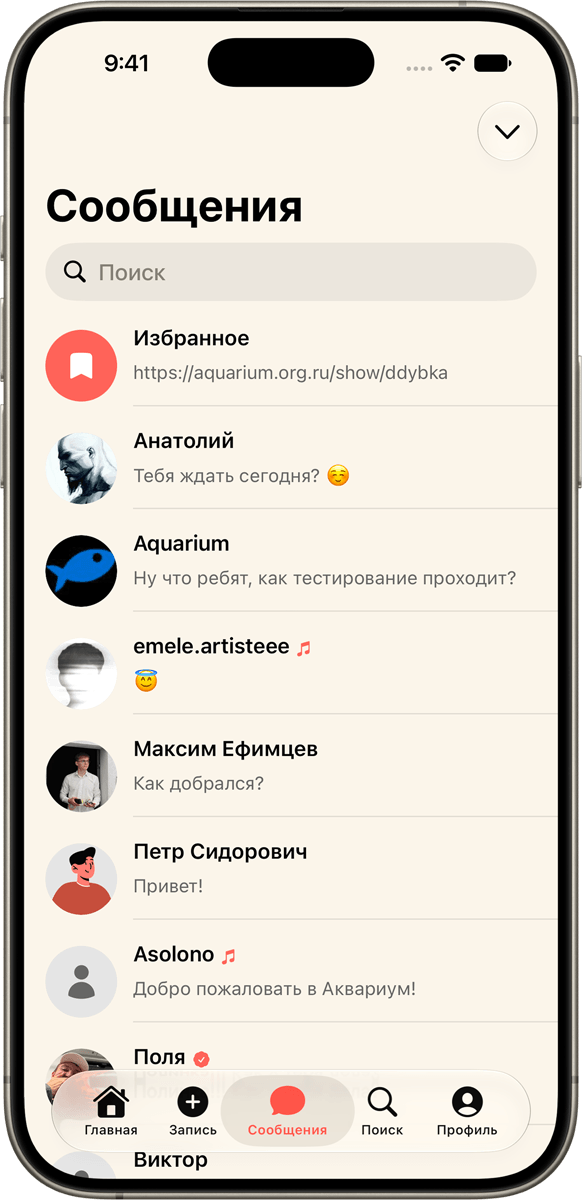 9:41
Сообщения
Поиск
Избранное
https://aquarium.org.ru/show/ddybka
Анатолий
Тебя ждать сегодня? ☺️
Aquarium
Ну что ребят, как тестирование проходит?
emele.artisteee
😇
Максим Ефимцев
Как добрался?
Петр Сидорович
Привет!
Asolono
Добро пожаловать в Аквариум!
Поля
Главная
Запись
Сообщения
Поиск
Профиль
Виктор